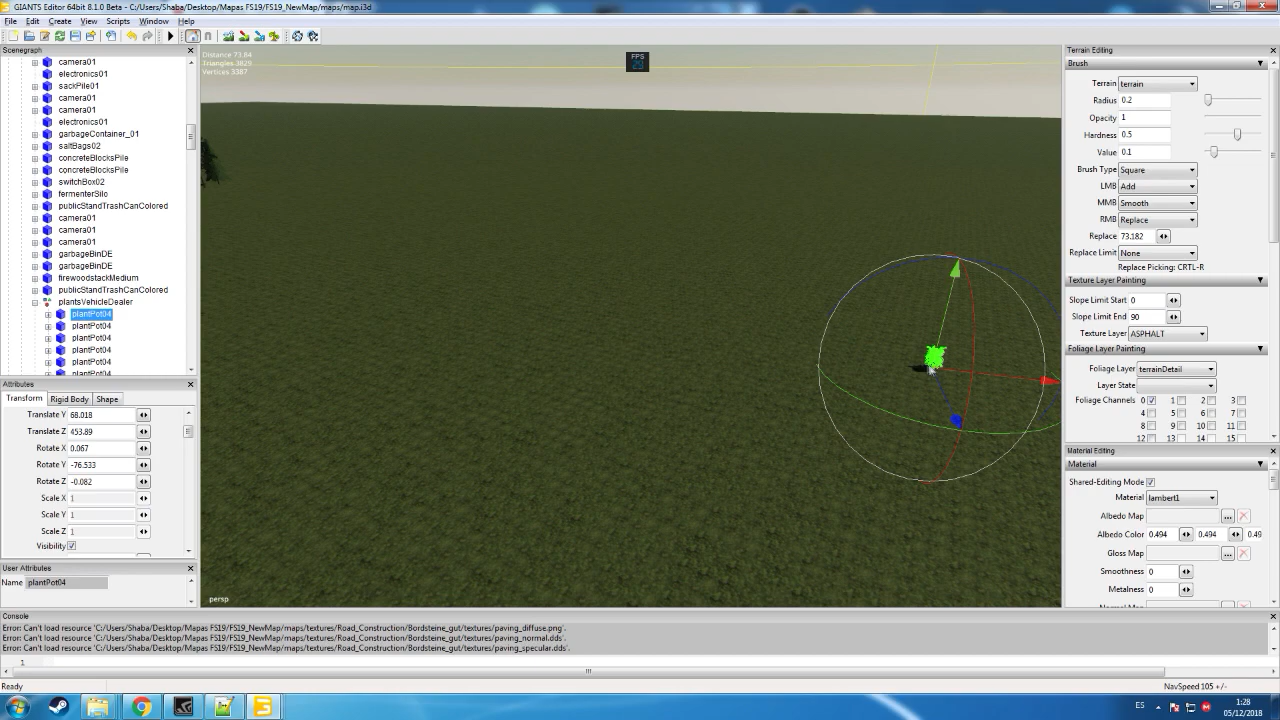 GIANTS Editor 64bit 8.1.0 Beta - C:/Users/Shaba/Desktop/Mapas FS19/FS19_NewMap/maps/map.i3d
File Edit Create View Scripts Window Help
Scenegraph
camera01
electronics01
sackPile01
camera01
camera01
electronics01
garbageContainer_01
saltBags02
concreteBlocksPile
concreteBlocksPile
switchBox02
fermenterSilo
publicStandTrashCanColored
camera01
camera01
camera01
garbageBinDE
garbageBinDE
firewoodstackMedium
publicStandTrashCanColored
plantsVehicleDealer
plantPot04
plantPot04
plantPot04
plantPot04
plantPot04
plantPot04
Attributes
Transform Rigid Body Shape
Translate Y 68.018
Translate Z 453.89
Rotate X 0.067
Rotate Y -76.533
Rotate Z -0.082
Scale X 1
Scale Y 1
Scale Z 1
Visibility
User Attributes
Name plantPot04
Distance 73.84
Triangles 3829
Vertices 3387
FPS
persp
Terrain Editing
Brush
Terrain terrain
Radius 0.2
Opacity 1
Hardness 0.5
Value 0.1
Brush Type Square
LMB Add
MMB Smooth
RMB Replace
Replace 73.182
Replace Limit None
Replace Picking: CRTL-R
Texture Layer Painting
Slope Limit Start 0
Slope Limit End 90
Texture Layer ASPHALT
Foliage Layer Painting
Foliage Layer terrainDetail
Layer State
Foliage Channels 0 1 2 3
4 5 6 7
8 9 10 11
12 13 14 15
Material Editing
Material
Shared-Editing Mode
Material lambert1
Albedo Map ...
Albedo Color 0.494 0.494 0.49
Gloss Map ...
Smoothness 0
Metalness 0
Console
Error: Can't load resource 'C:/Users/Shaba/Desktop/Mapas FS19/FS19_NewMap/maps/textures/Road_Construction/Bordsteine_gut/textures/paving_diffuse.png'.
Error: Can't load resource 'C:/Users/Shaba/Desktop/Mapas FS19/FS19_NewMap/maps/textures/Road_Construction/Bordsteine_gut/textures/paving_normal.dds'.
Error: Can't load resource 'C:/Users/Shaba/Desktop/Mapas FS19/FS19_NewMap/maps/textures/Road_Construction/Bordsteine_gut/textures/paving_specular.dds'.
1
Ready
NavSpeed 105 +/-
ES
1:28
05/12/2018